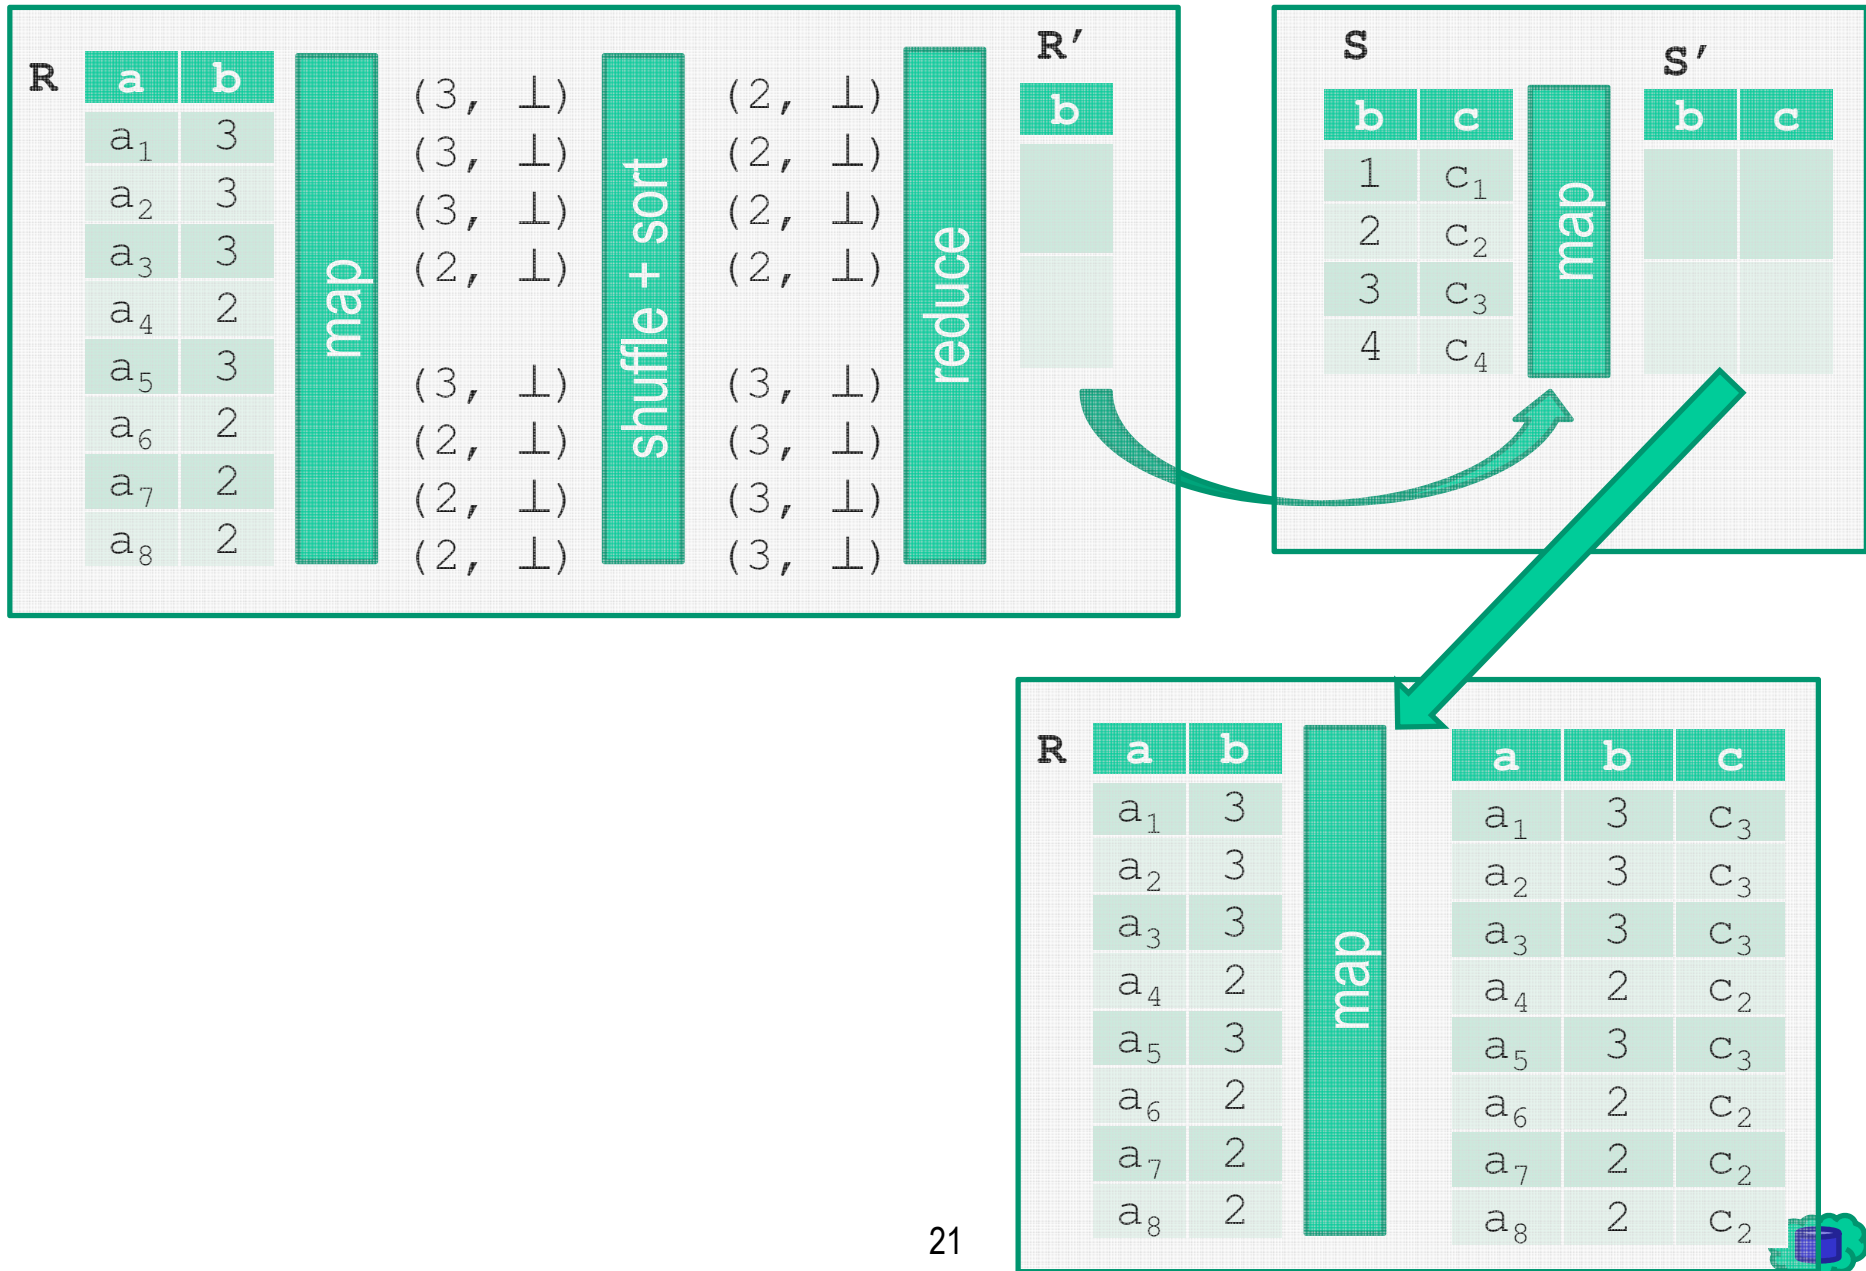 R a b
a1 3
a2 3
a3 3
a4 2
a5 3
a6 2
a7 2
a8 2
map
(3, ⊥)
(3, ⊥)
(3, ⊥)
(2, ⊥)
(3, ⊥)
(2, ⊥)
(2, ⊥)
(2, ⊥)
shuffle + sort
(2, ⊥)
(2, ⊥)
(2, ⊥)
(2, ⊥)
(3, ⊥)
(3, ⊥)
(3, ⊥)
(3, ⊥)
reduce
R'
b
S
b c
1 c1
2 c2
3 c3
4 c4
map
S'
b c
R a b
a1 3
a2 3
a3 3
a4 2
a5 3
a6 2
a7 2
a8 2
map
a b c
a1 3 c3
a2 3 c3
a3 3 c3
a4 2 c2
a5 3 c3
a6 2 c2
a7 2 c2
a8 2 c2
21